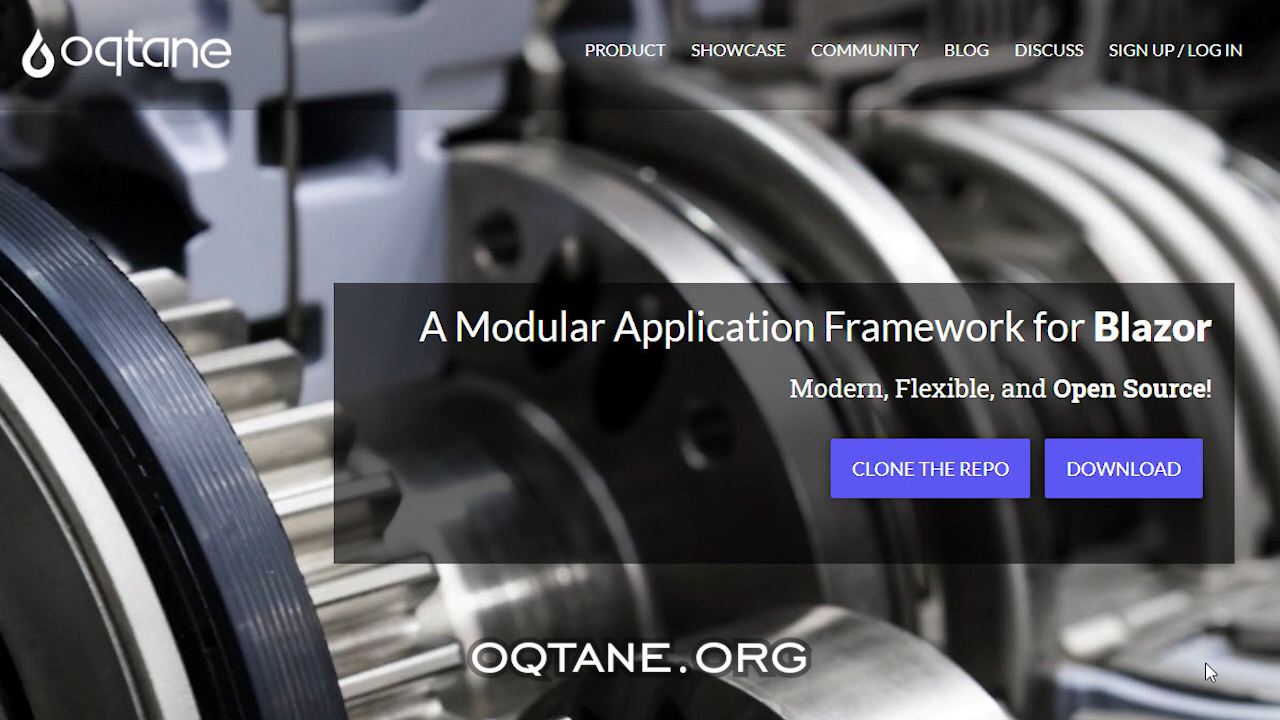 oqtane
PRODUCT SHOWCASE COMMUNITY BLOG DISCUSS SIGN UP / LOG IN
A Modular Application Framework for Blazor
Modern, Flexible, and Open Source!
CLONE THE REPO DOWNLOAD
OQTANE.ORG